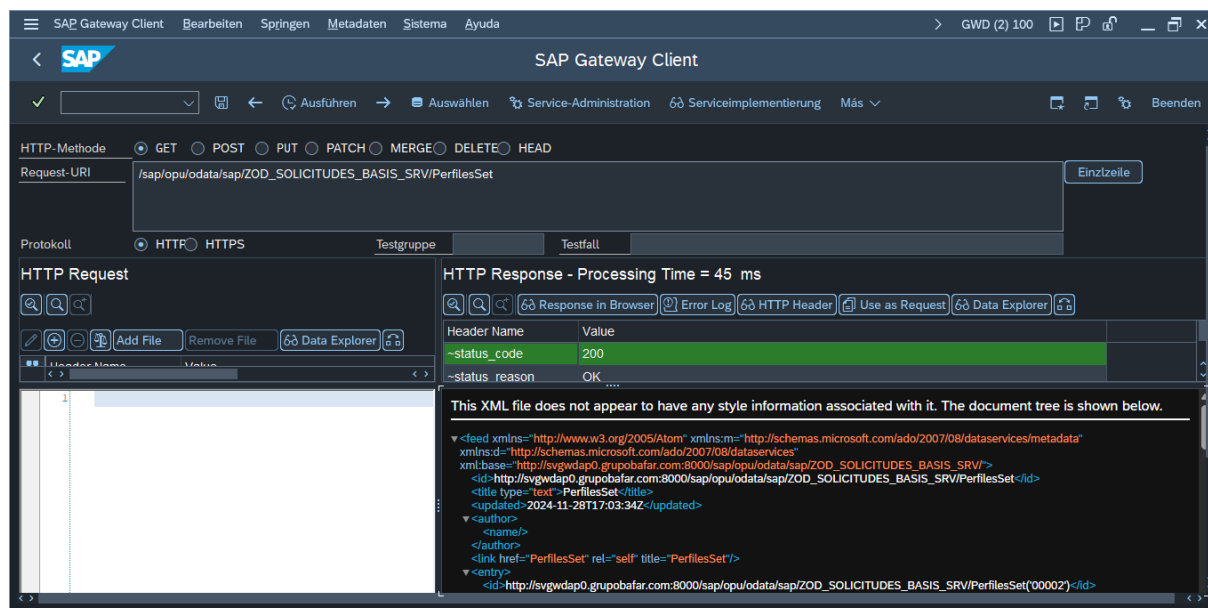 SAP Gateway Client Bearbeiten Springen Metadaten Sistema Ayuda GWD (2) 100
SAP SAP Gateway Client
Ausführen Auswählen Service-Administration Serviceimplementierung Más Beenden
HTTP-Methode GET POST PUT PATCH MERGE DELETE HEAD
Request-URI /sap/opu/odata/sap/ZOD_SOLICITUDES_BASIS_SRV/PerfilesSet Einzlzeile
Protokoll HTTP HTTPS Testgruppe Testfall
HTTP Request HTTP Response - Processing Time = 45 ms
Response in Browser Error Log HTTP Header Use as Request Data Explorer
Add File Remove File Data Explorer
Header Name Value
~status_code 200
Header Name Value
~status_reason OK
1
This XML file does not appear to have any style information associated with it. The document tree is shown below.
▼<feed xmlns="http://www.w3.org/2005/Atom" xmlns:m="http://schemas.microsoft.com/ado/2007/08/dataservices/metadata"
xmlns:d="http://schemas.microsoft.com/ado/2007/08/dataservices"
xml:base="http://svgwdap0.grupobafar.com:8000/sap/opu/odata/sap/ZOD_SOLICITUDES_BASIS_SRV/">
<id>http://svgwdap0.grupobafar.com:8000/sap/opu/odata/sap/ZOD_SOLICITUDES_BASIS_SRV/PerfilesSet</id>
<title type="text">PerfilesSet</title>
<updated>2024-11-28T17:03:34Z</updated>
▼<author>
<name/>
</author>
<link href="PerfilesSet" rel="self" title="PerfilesSet"/>
▼<entry>
<id>http://svgwdap0.grupobafar.com:8000/sap/opu/odata/sap/ZOD_SOLICITUDES_BASIS_SRV/PerfilesSet('00002')</id>